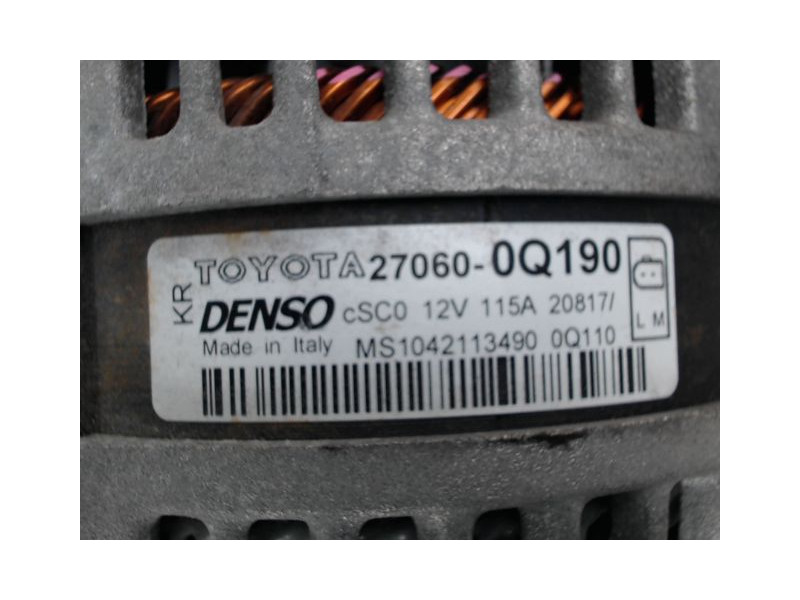 KR
TOYOTA 27060-0Q190
DENSO cSC0 12V 115A 20817/
L M
Made in Italy MS1042113490 0Q110